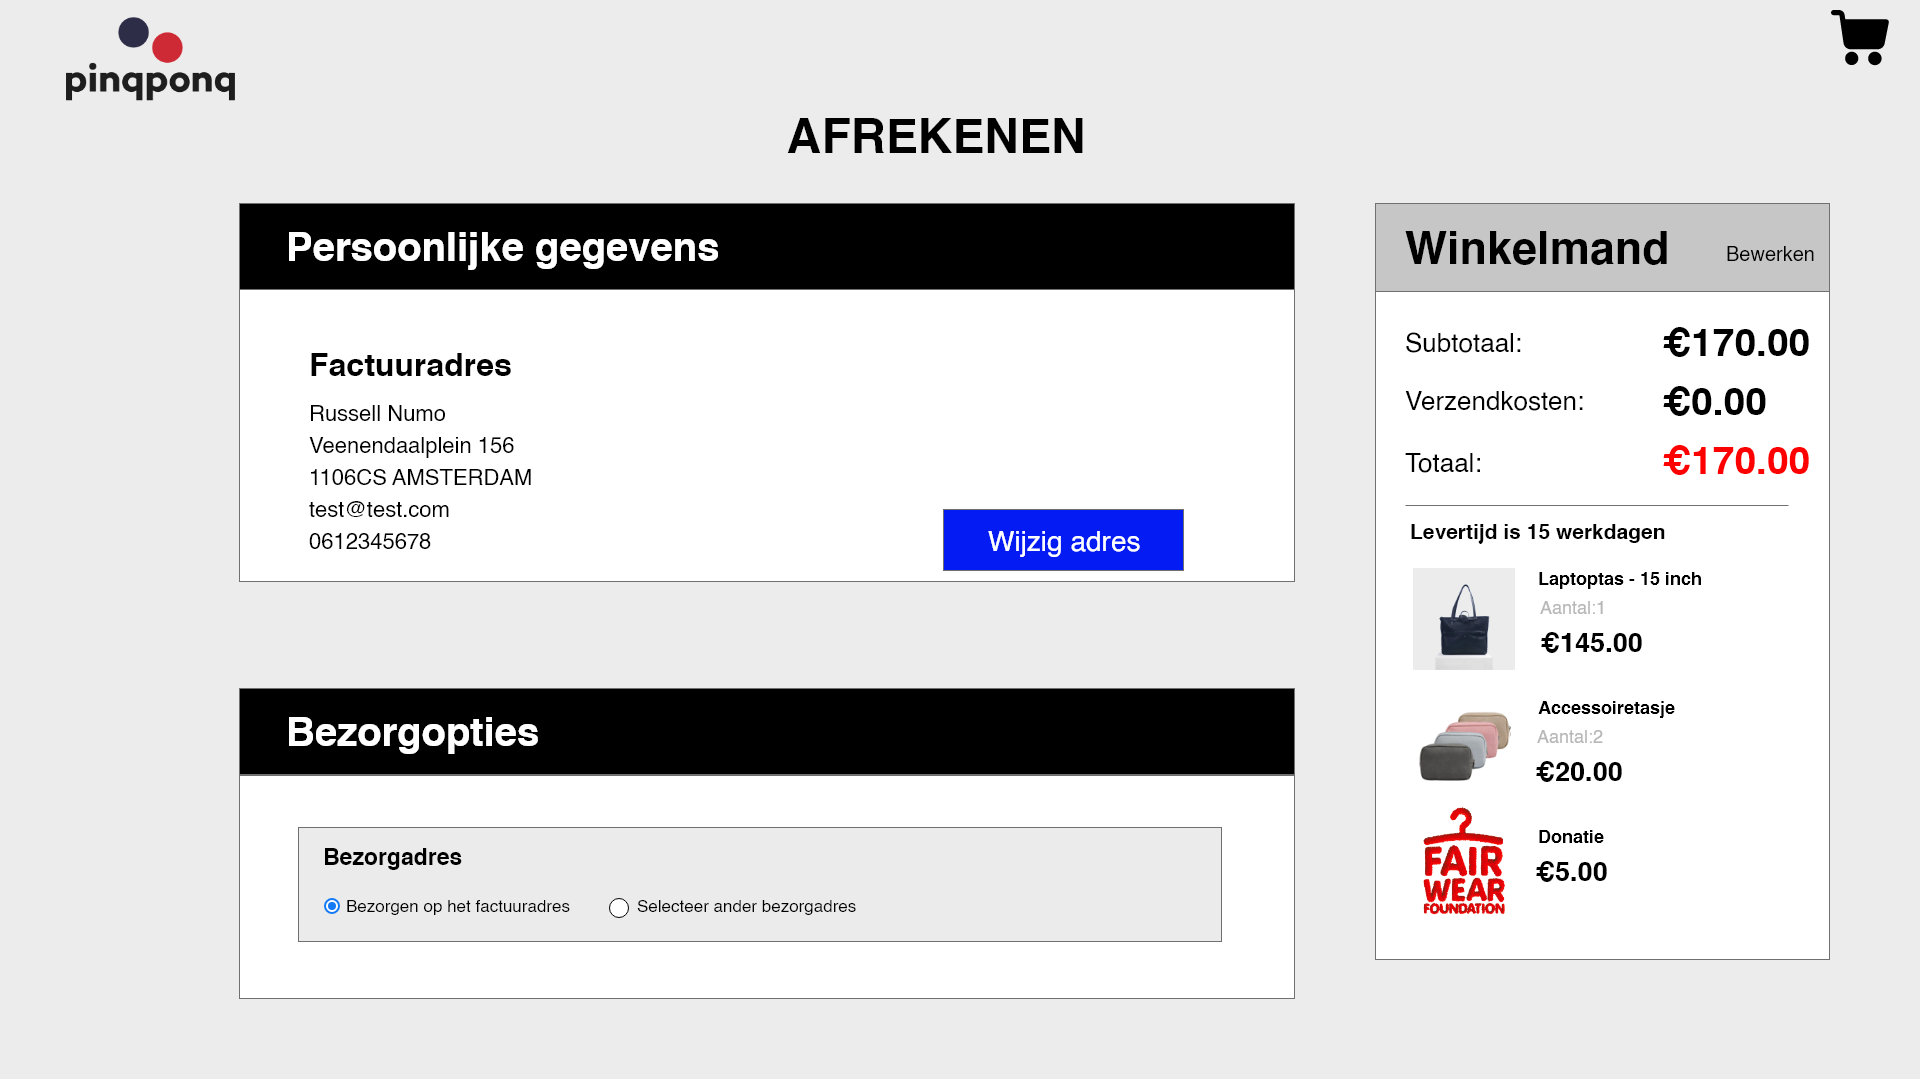 pinqponq
AFREKENEN
Persoonlijke gegevens
Factuuradres
Russell Numo
Veenendaalplein 156
1106CS AMSTERDAM
test@test.com
0612345678
Wijzig adres
Bezorgopties
Bezorgadres
Bezorgen op het factuuradres
Selecteer ander bezorgadres
Winkelmand
Bewerken
Subtotaal: €170.00
Verzendkosten: €0.00
Totaal: €170.00
Levertijd is 15 werkdagen
Laptoptas - 15 inch
Aantal:1
€145.00
Accessoiretasje
Aantal:2
€20.00
FAIR
WEAR
FOUNDATION
Donatie
€5.00